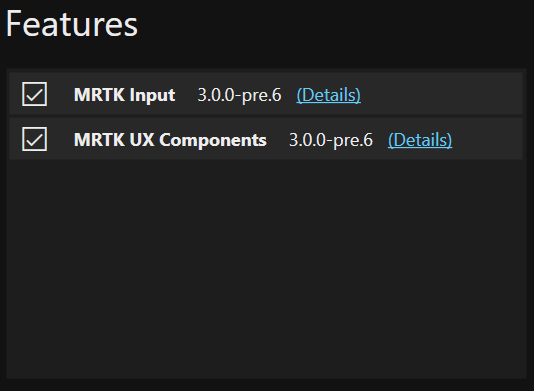 Features
MRTK Input 3.0.0-pre.6 (Details)
MRTK UX Components 3.0.0-pre.6 (Details)